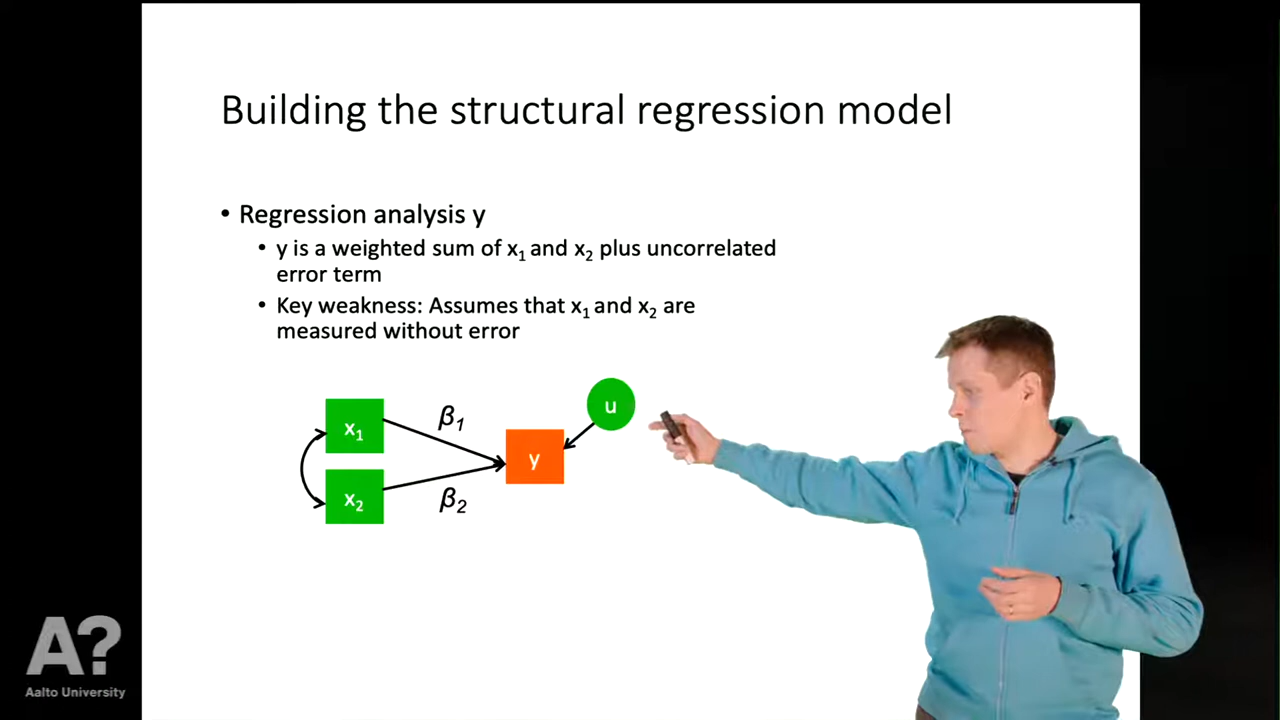 Building the structural regression model
• Regression analysis y
• y is a weighted sum of x₁ and x₂ plus uncorrelated
error term
• Key weakness: Assumes that x₁ and x₂ are
measured without error
u
x₁
β₁
y
x₂
β₂
A?
Aalto University